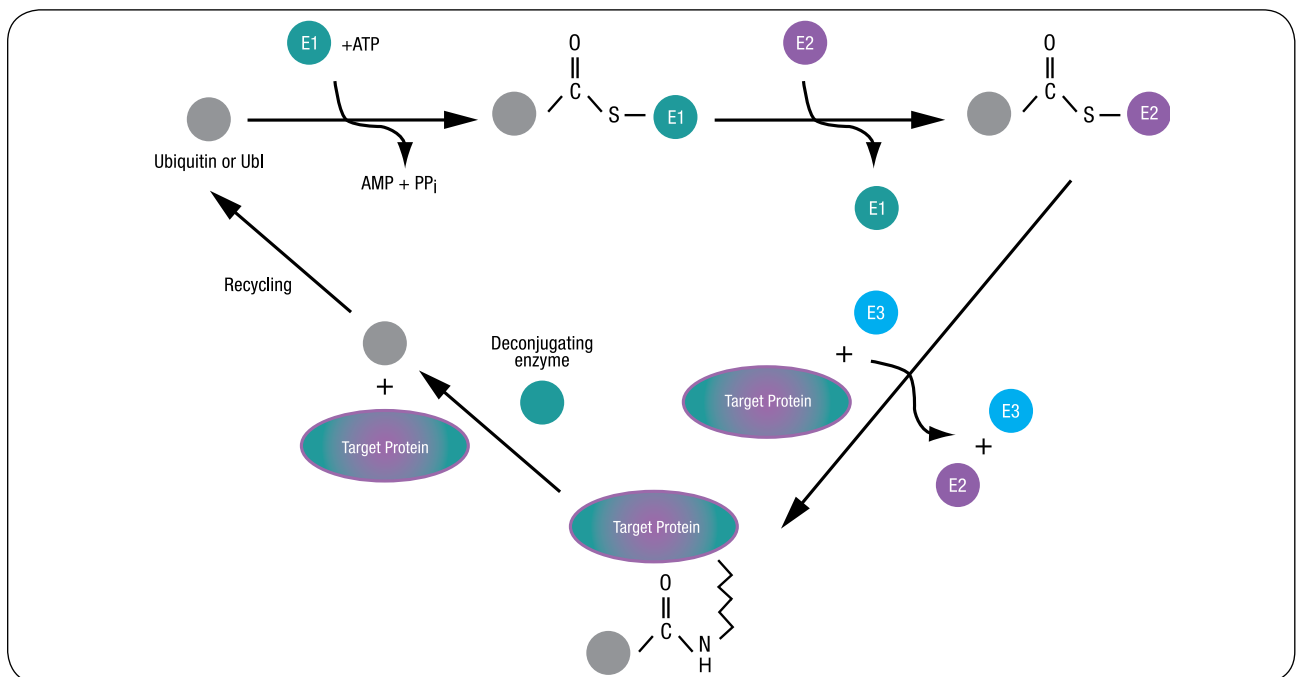 E1
+ATP
O
C
S
E1
E2
O
C
S
E2
Ubiquitin or Ubl
AMP + PPi
E1
Recycling
E3
+
Deconjugating
enzyme
Target Protein
+
Target Protein
E3
+
E2
Target Protein
O
C
N
H